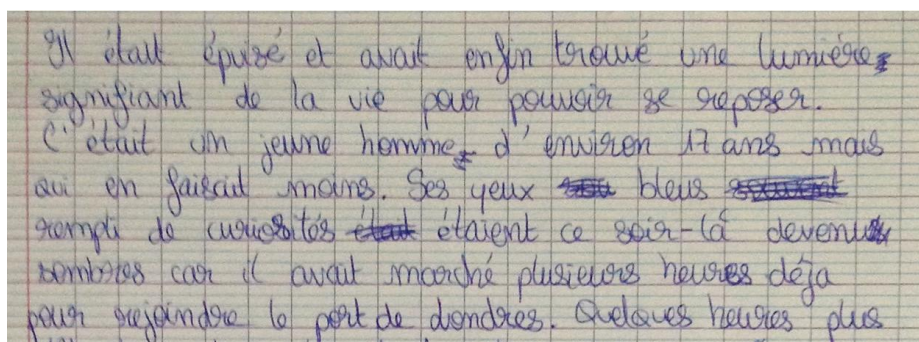 Il était épuisé et avait enfin trouvé une lumière,
signifiant de la vie pour pouvoir se reposer.
C'était un jeune homme, d'environ 17 ans mais
qui en faisait moins. Ses yeux bleus
rempli de curiosités était étaient ce soir-là devenus
sombres car il avait marché plusieurs heures déja
pour rejoindre le port de Londres. Quelques heures plus